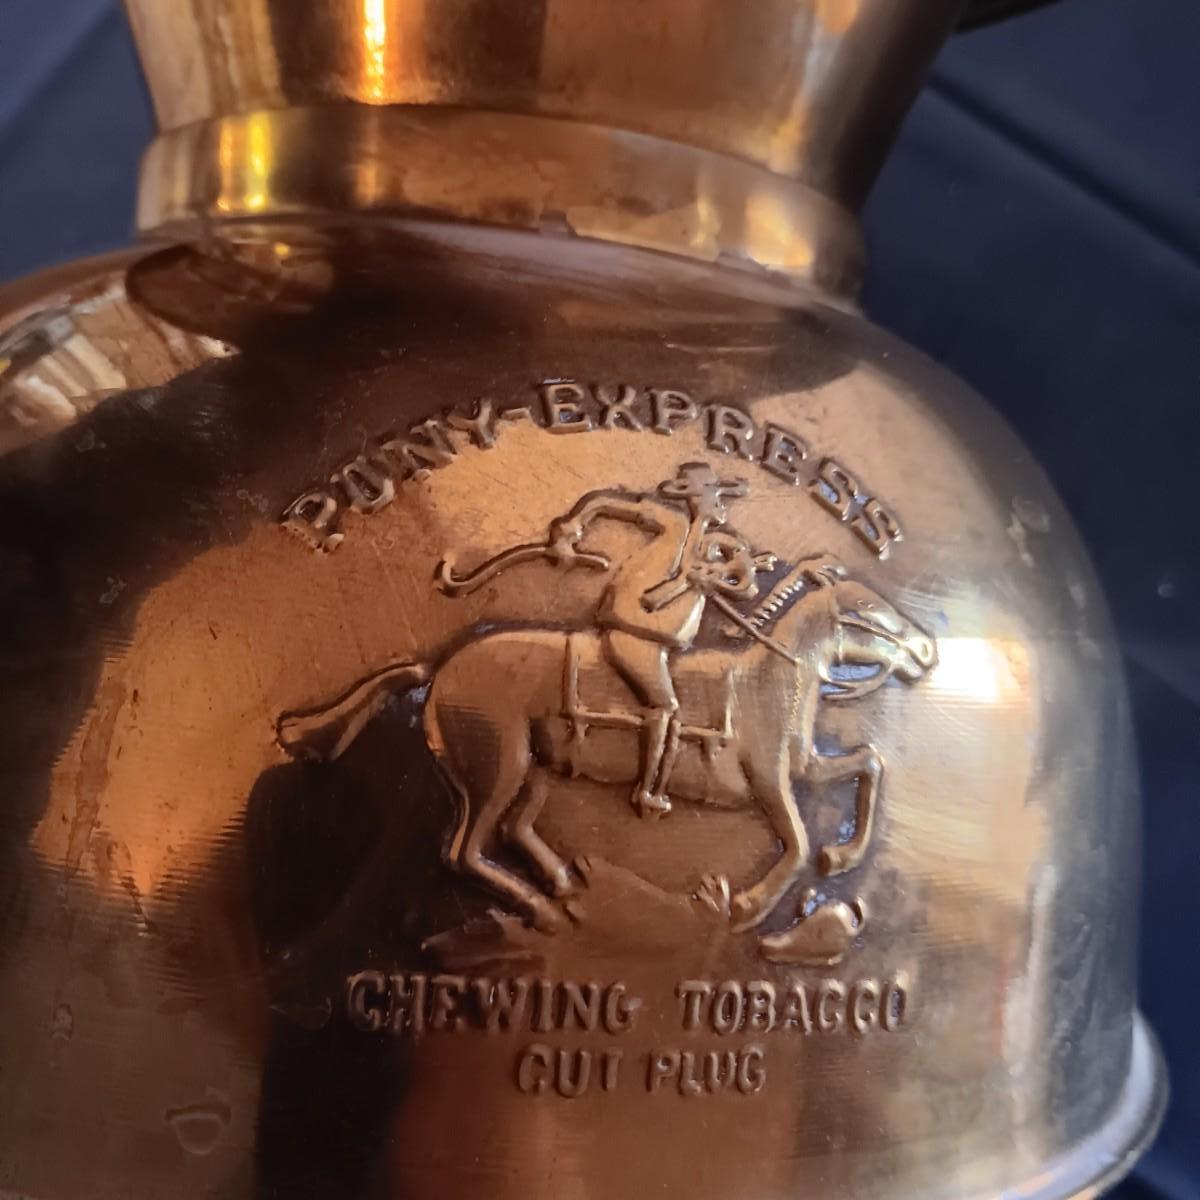 PONY-EXPRESS
CHEWING TOBACCO
CUT PLUG